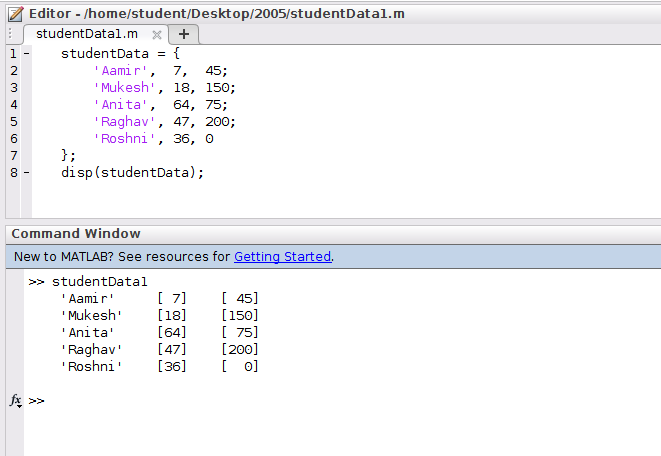 Editor - /home/student/Desktop/2005/studentData1.m
studentData1.m × +
1 - studentData = {
2 'Aamir', 7, 45;
3 'Mukesh', 18, 150;
4 'Anita', 64, 75;
5 'Raghav', 47, 200;
6 'Roshni', 36, 0
7 };
8 - disp(studentData);
Command Window
New to MATLAB? See resources for Getting Started.
>> studentData1
'Aamir' [ 7] [ 45]
'Mukesh' [18] [150]
'Anita' [64] [ 75]
'Raghav' [47] [200]
'Roshni' [36] [ 0]
fx >>